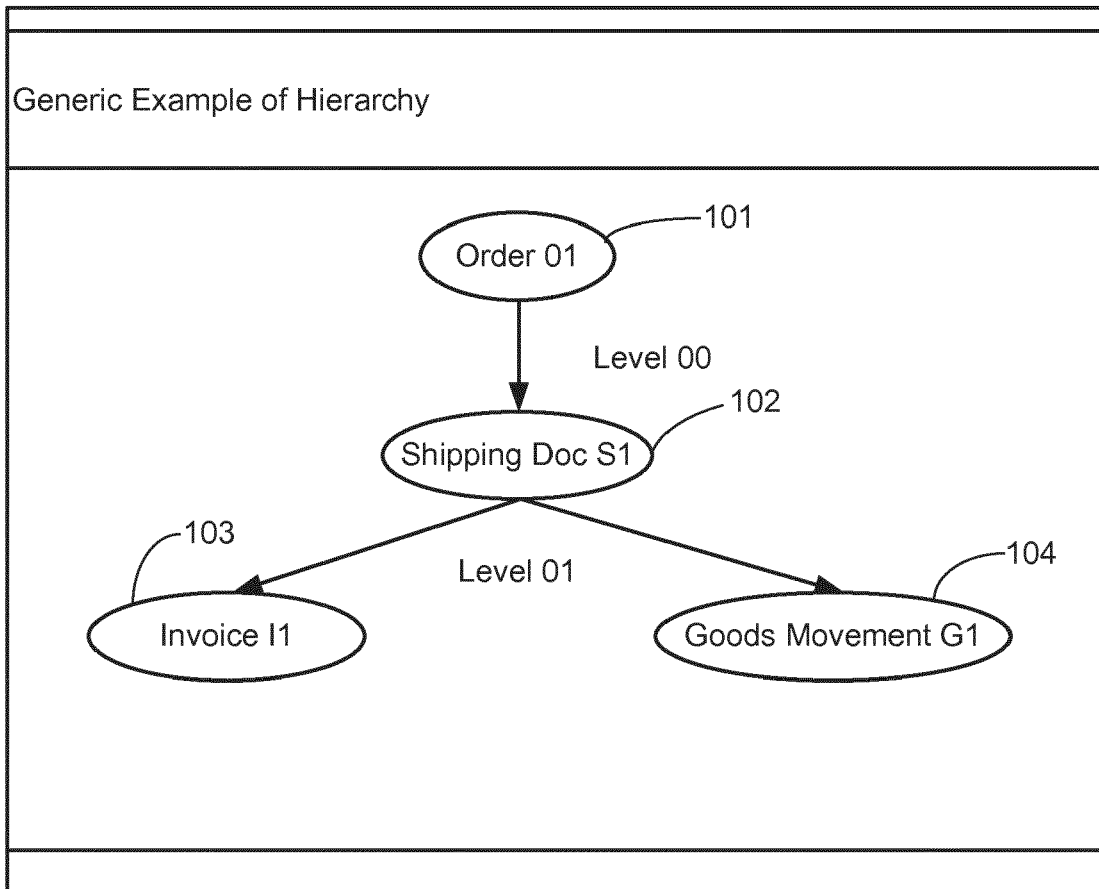 Generic Example of Hierarchy
101
Order 01
Level 00
102
Shipping Doc S1
103
Level 01
104
Invoice I1
Goods Movement G1